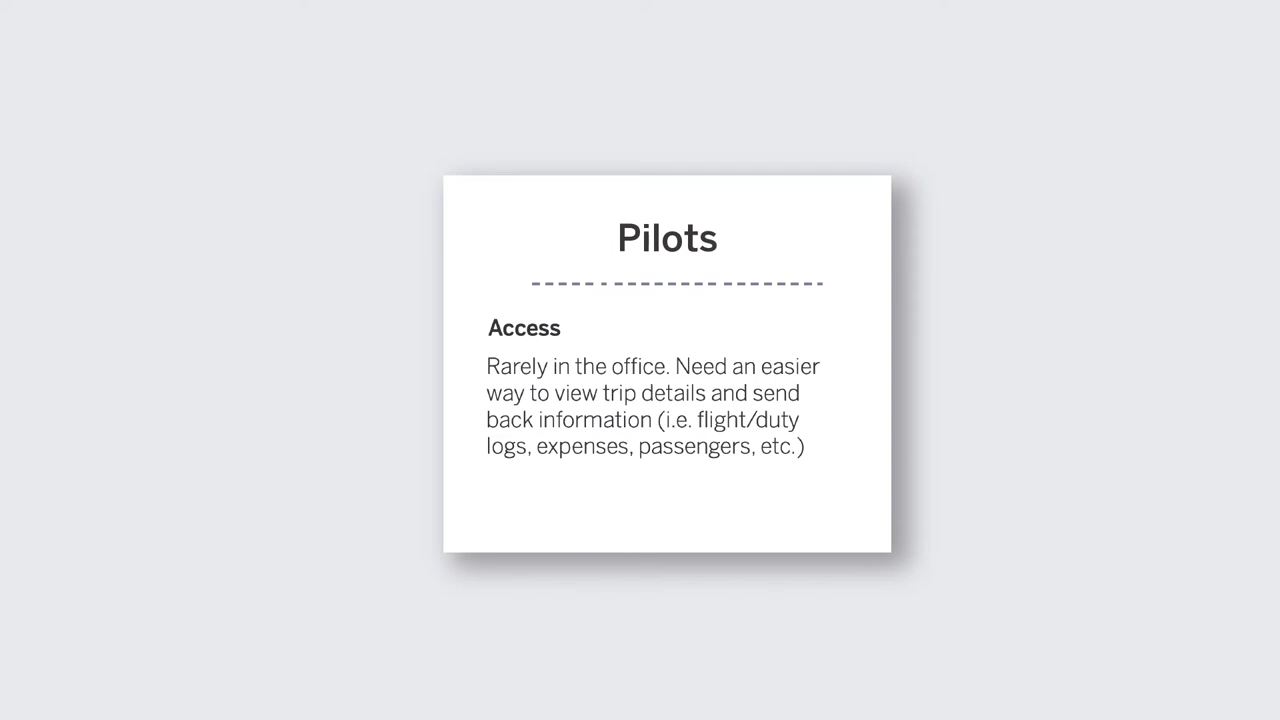 Pilots
Access
Rarely in the office. Need an easier
way to view trip details and send
back information (i.e. flight/duty
logs, expenses, passengers, etc.)